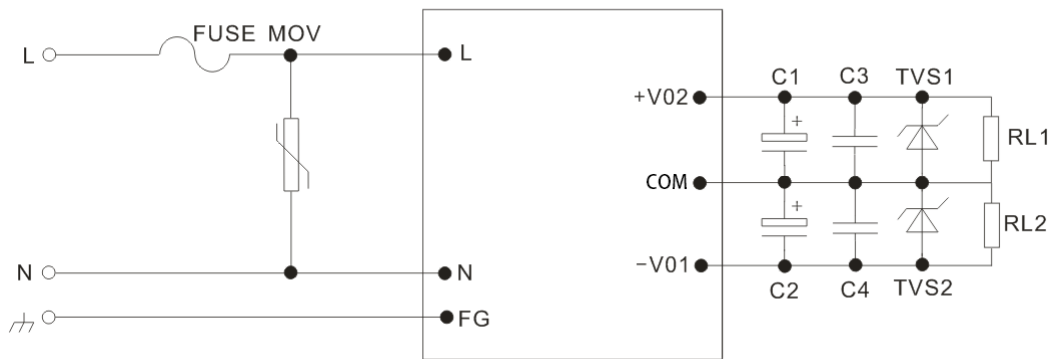 FUSE MOV
L
L
N
N
FG
+V02
COM
−V01
C1
C3
TVS1
RL1
RL2
C2
C4
TVS2
+
+